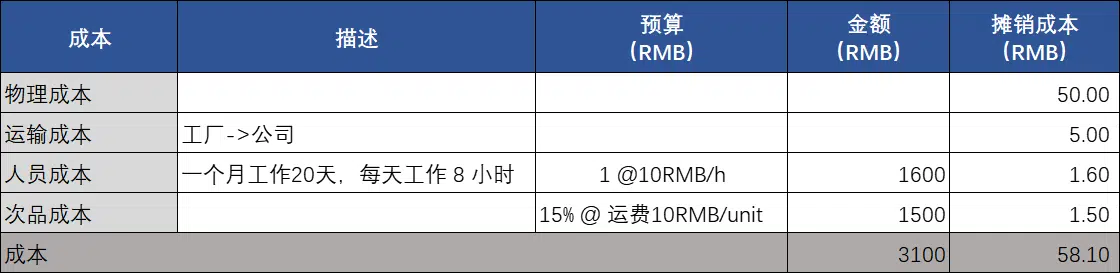 成本 描述 预算 (RMB) 金额 (RMB) 摊销成本 (RMB)
物理成本 50.00
运输成本 工厂->公司 5.00
人员成本 一个月工作20天，每天工作 8 小时 1 @10RMB/h 1600 1.60
次品成本 15% @ 运费10RMB/unit 1500 1.50
成本 3100 58.10